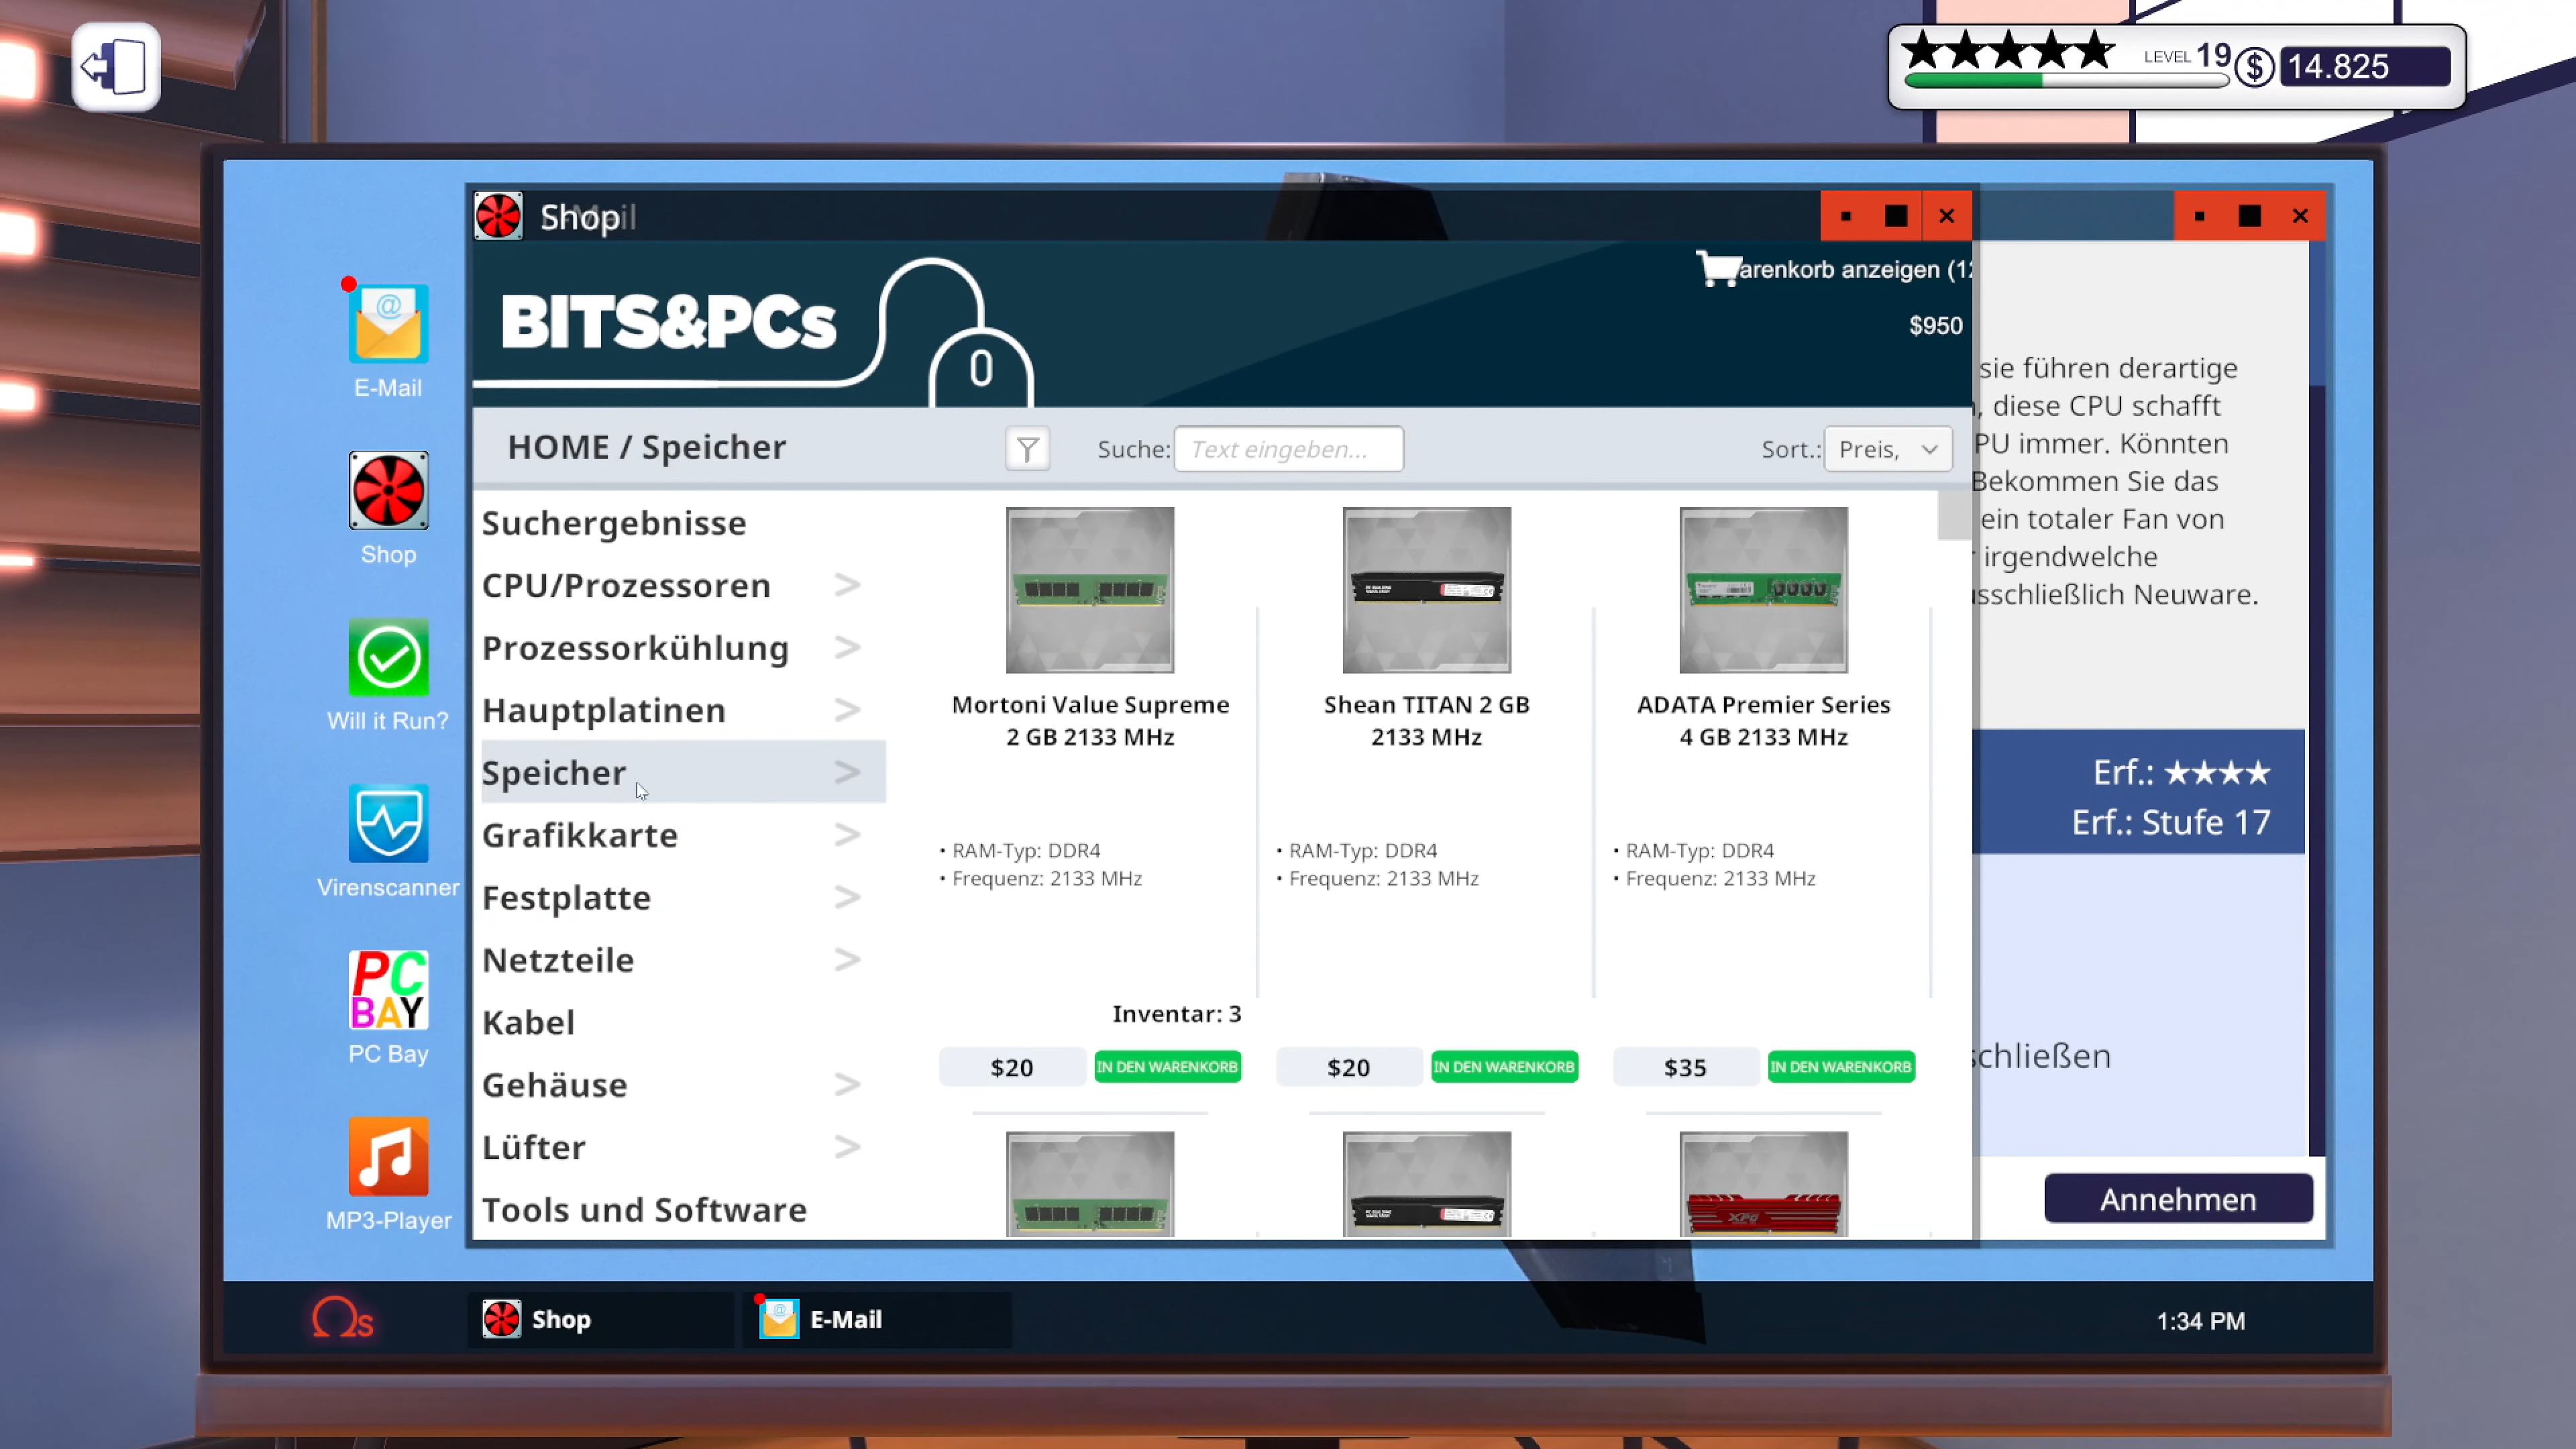 LEVEL 19
$ 14.825
Shop
arenkorb anzeigen (12
$950
BITS&PCs
HOME / Speicher
Suche: Text eingeben...
Sort.: Preis,
E-Mail
Shop
Will it Run?
Virenscanner
PC BAY
PC Bay
MP3-Player
Suchergebnisse
CPU/Prozessoren >
Prozessorkühlung >
Hauptplatinen >
Speicher >
Grafikkarte >
Festplatte >
Netzteile >
Kabel
Gehäuse >
Lüfter >
Tools und Software
Mortoni Value Supreme
2 GB 2133 MHz
• RAM-Typ: DDR4
• Frequenz: 2133 MHz
Inventar: 3
$20 IN DEN WARENKORB
Shean TITAN 2 GB
2133 MHz
• RAM-Typ: DDR4
• Frequenz: 2133 MHz
$20 IN DEN WARENKORB
ADATA Premier Series
4 GB 2133 MHz
• RAM-Typ: DDR4
• Frequenz: 2133 MHz
$35 IN DEN WARENKORB
XPG
sie führen derartige
, diese CPU schafft
PU immer. Könnten
Bekommen Sie das
ein totaler Fan von
irgendwelche
usschließlich Neuware.
Erf.: ★★★★
Erf.: Stufe 17
schließen
Annehmen
Ωs
Shop
E-Mail
1:34 PM